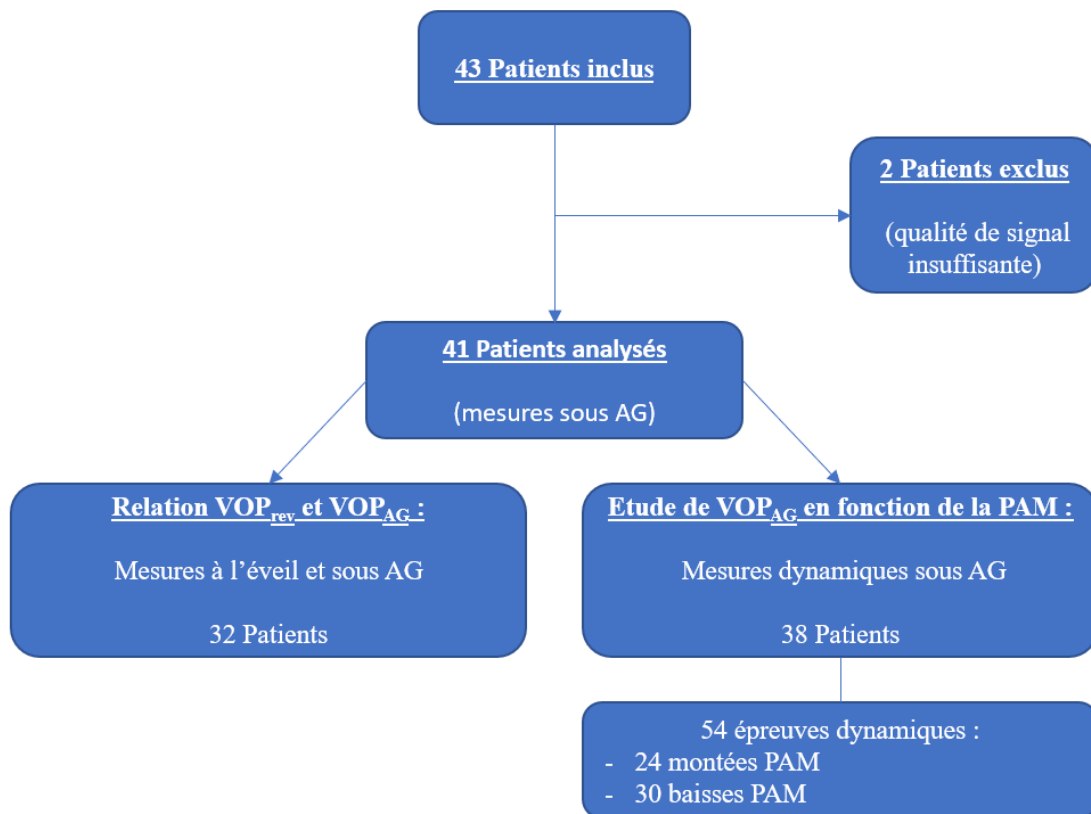 43 Patients inclus
2 Patients exclus
(qualité de signal
insuffisante)
41 Patients analysés
(mesures sous AG)
Relation VOPrev et VOPAG :
Mesures à l'éveil et sous AG
32 Patients
Etude de VOPAG en fonction de la PAM :
Mesures dynamiques sous AG
38 Patients
54 épreuves dynamiques :
- 24 montées PAM
- 30 baisses PAM